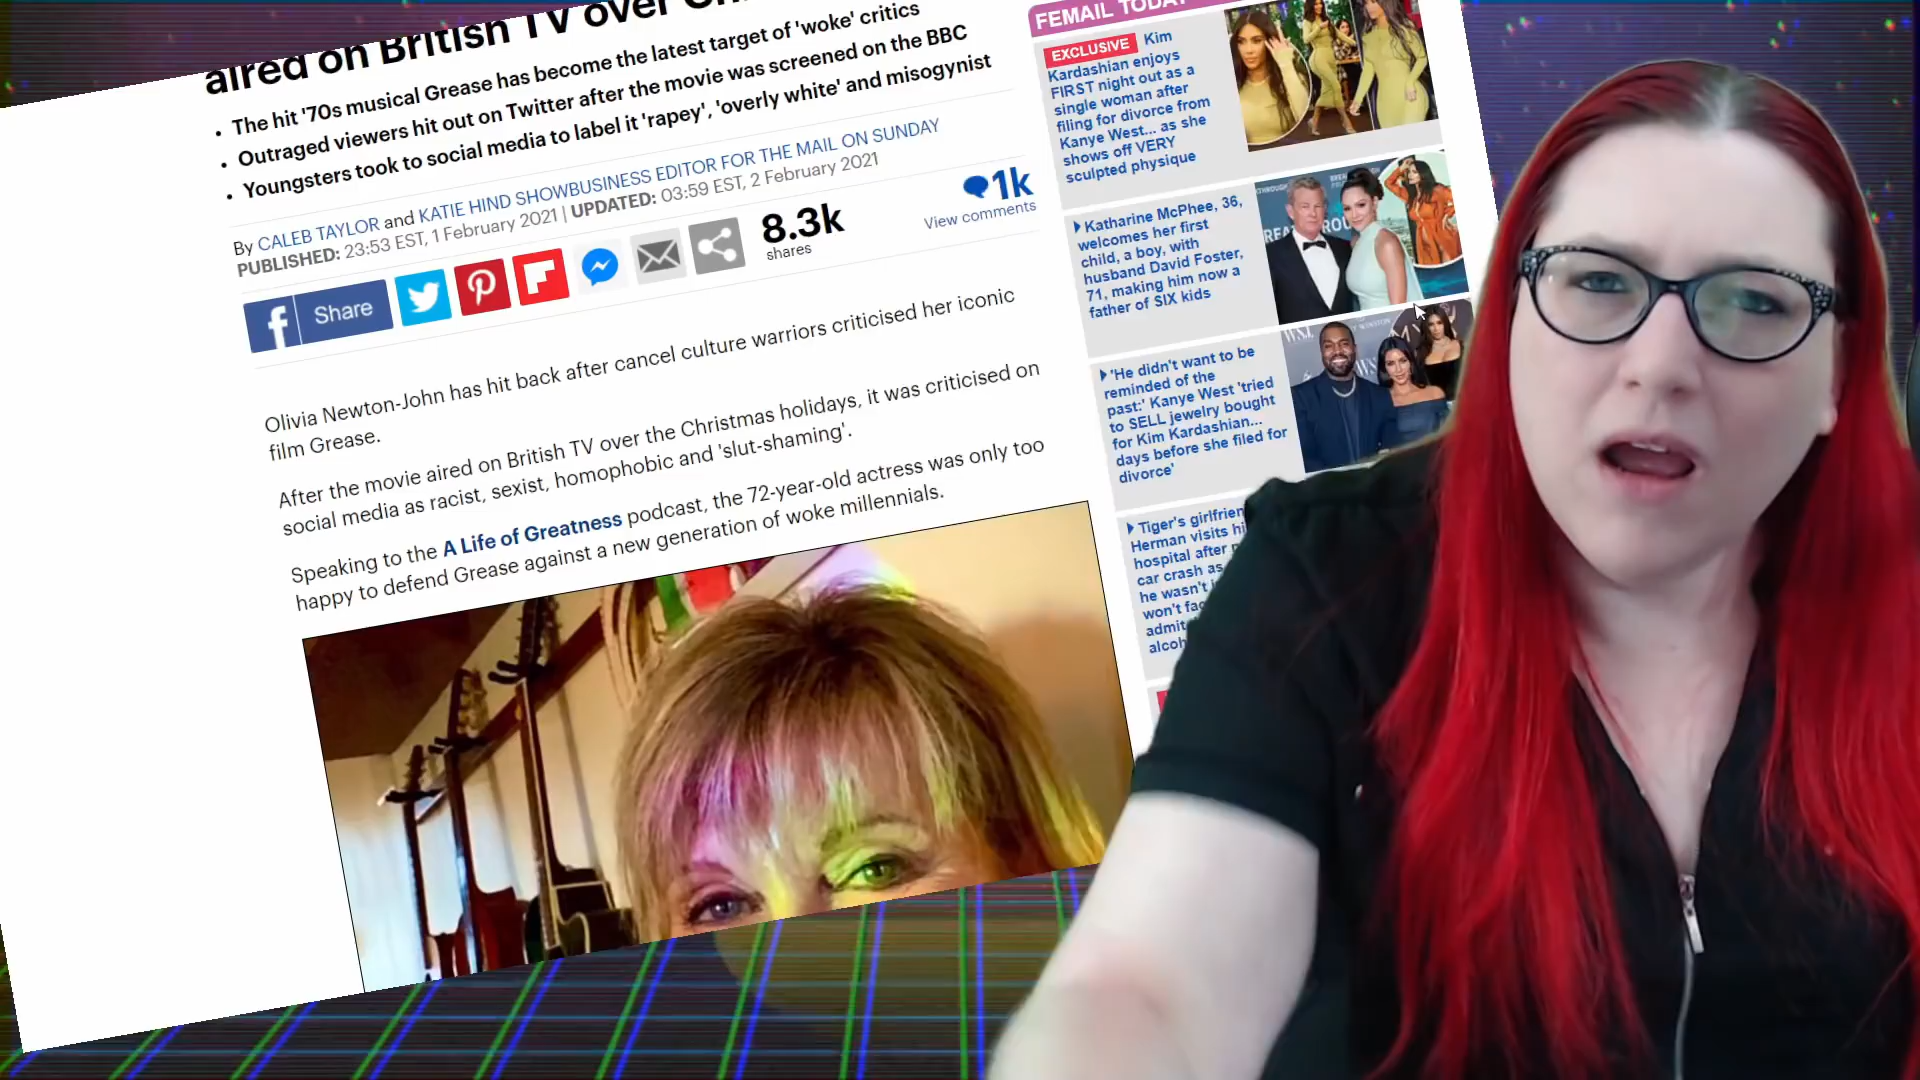 aired on British TV over
• The hit '70s musical Grease has become the latest target of 'woke' critics
• Outraged viewers hit out on Twitter after the movie was screened on the BBC
• Youngsters took to social media to label it 'rapey', 'overly white' and misogynist
By CALEB TAYLOR and KATIE HIND SHOWBUSINESS EDITOR FOR THE MAIL ON SUNDAY
PUBLISHED: 23:53 EST, 1 February 2021 | UPDATED: 03:59 EST, 2 February 2021
f Share
8.3k
shares
1k
View comments
Olivia Newton-John has hit back after cancel culture warriors criticised her iconic
film Grease.
After the movie aired on British TV over the Christmas holidays, it was criticised on
social media as racist, sexist, homophobic and 'slut-shaming'.
Speaking to the A Life of Greatness podcast, the 72-year-old actress was only too
happy to defend Grease against a new generation of woke millennials.
FEMAIL TODAY
EXCLUSIVE Kim
Kardashian enjoys
FIRST night out as a
single woman after
filing for divorce from
Kanye West... as she
shows off VERY
sculpted physique
Katharine McPhee, 36,
welcomes her first
child, a boy, with
husband David Foster,
71, making him now a
father of SIX kids
'He didn't want to be
reminded of the
past:' Kanye West 'tried
to SELL jewelry bought
for Kim Kardashian...
days before she filed for
divorce'
Tiger's girlfrien
Herman visits hi
hospital after
car crash as
he wasn't
won't fac
admit
alcoh